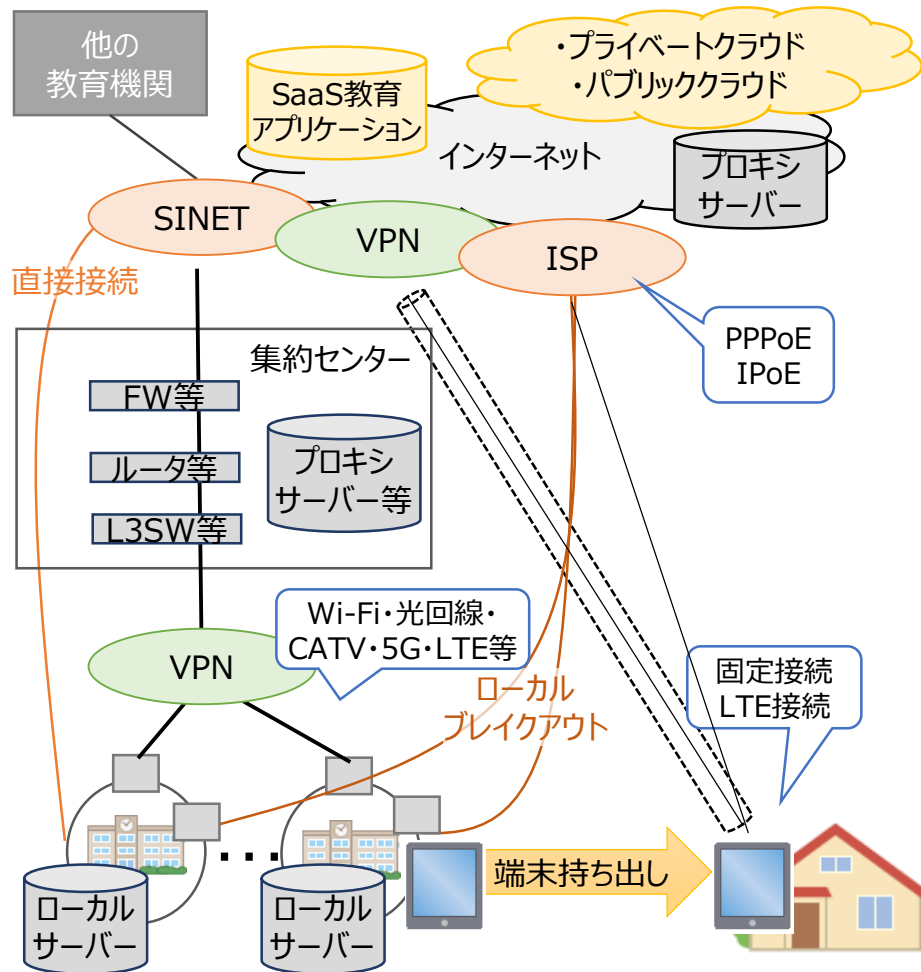 他の
教育機関
SaaS教育
アプリケーション
・プライベートクラウド
・パブリッククラウド
インターネット
プロキシ
サーバー
SINET
VPN
ISP
直接接続
PPPoE
IPoE
集約センター
FW等
ルータ等
L3SW等
プロキシ
サーバー等
Wi-Fi・光回線・
CATV・5G・LTE等
VPN
ローカル
ブレイクアウト
固定接続
LTE接続
・・・・
端末持ち出し
ローカル
サーバー
ローカル
サーバー